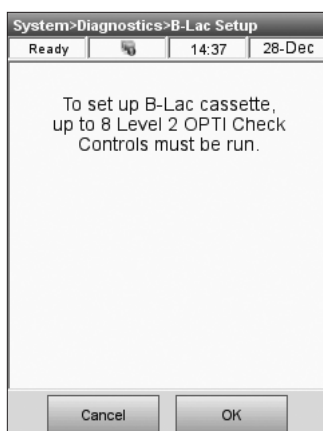 System>Diagnostics>B-Lac Setup
Ready 14:37 28-Dec
To set up B-Lac cassette,
up to 8 Level 2 OPTI Check
Controls must be run.
Cancel OK